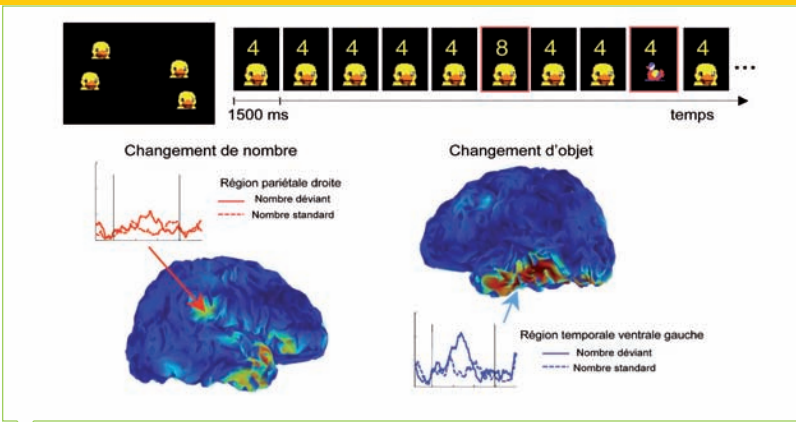 4 4 4 4 4 8 4 4 4 4
...
1500 ms temps
Changement de nombre
Région pariétale droite
Nombre déviant
Nombre standard
Changement d'objet
Région temporale ventrale gauche
Nombre déviant
Nombre standard